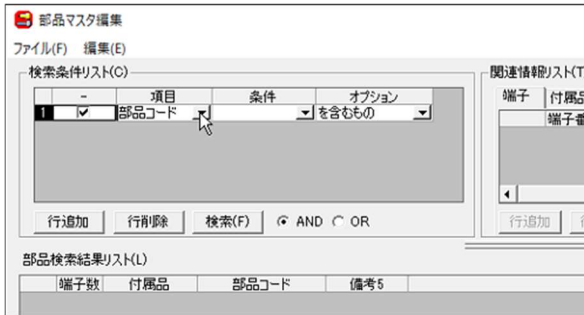 部品マスタ編集
ファイル(F) 編集(E)
検索条件リスト(C)
- 項目 条件 オプション
1 部品コード を含むもの
行追加 行削除 検索(F) AND OR
関連情報リスト(T
端子 付属品
端子番
行追加
部品検索結果リスト(L)
端子数 付属品 部品コード 備考5